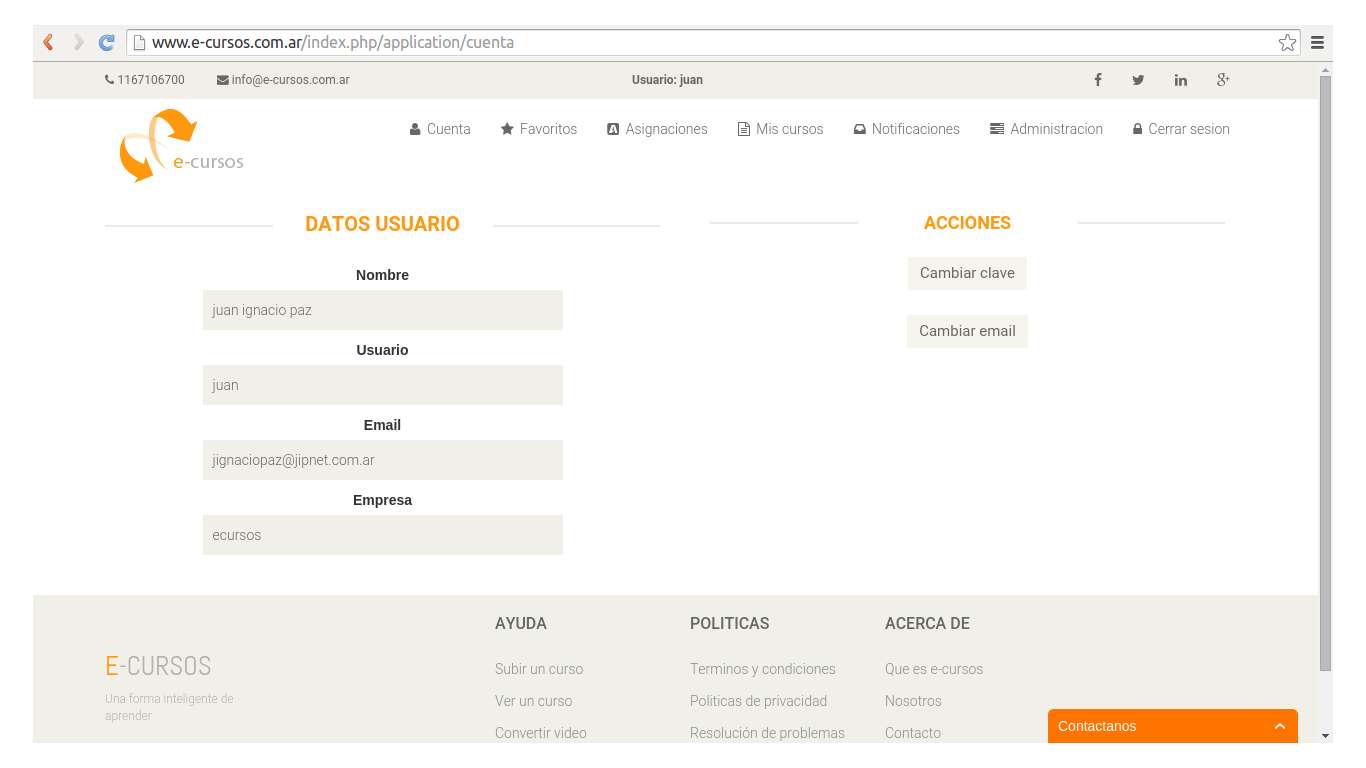 www.e-cursos.com.ar/index.php/application/cuenta
1167106700 info@e-cursos.com.ar Usuario: juan
e-cursos
Cuenta Favoritos Asignaciones Mis cursos Notificaciones Administracion Cerrar sesion
DATOS USUARIO
Nombre
juan ignacio paz
Usuario
juan
Email
jignaciopaz@jipnet.com.ar
Empresa
ecursos
ACCIONES
Cambiar clave
Cambiar email
E-CURSOS
Una forma inteligente de
aprender
AYUDA
Subir un curso
Ver un curso
Convertir video
POLITICAS
Terminos y condiciones
Politicas de privacidad
Resolución de problemas
ACERCA DE
Que es e-cursos
Nosotros
Contacto
Contactanos